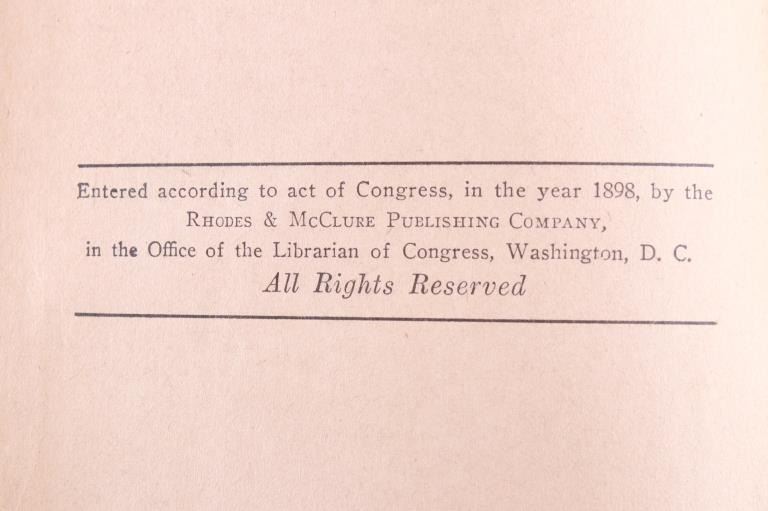 Entered according to act of Congress, in the year 1898, by the
Rhodes & McClure Publishing Company,
in the Office of the Librarian of Congress, Washington, D. C.
All Rights Reserved